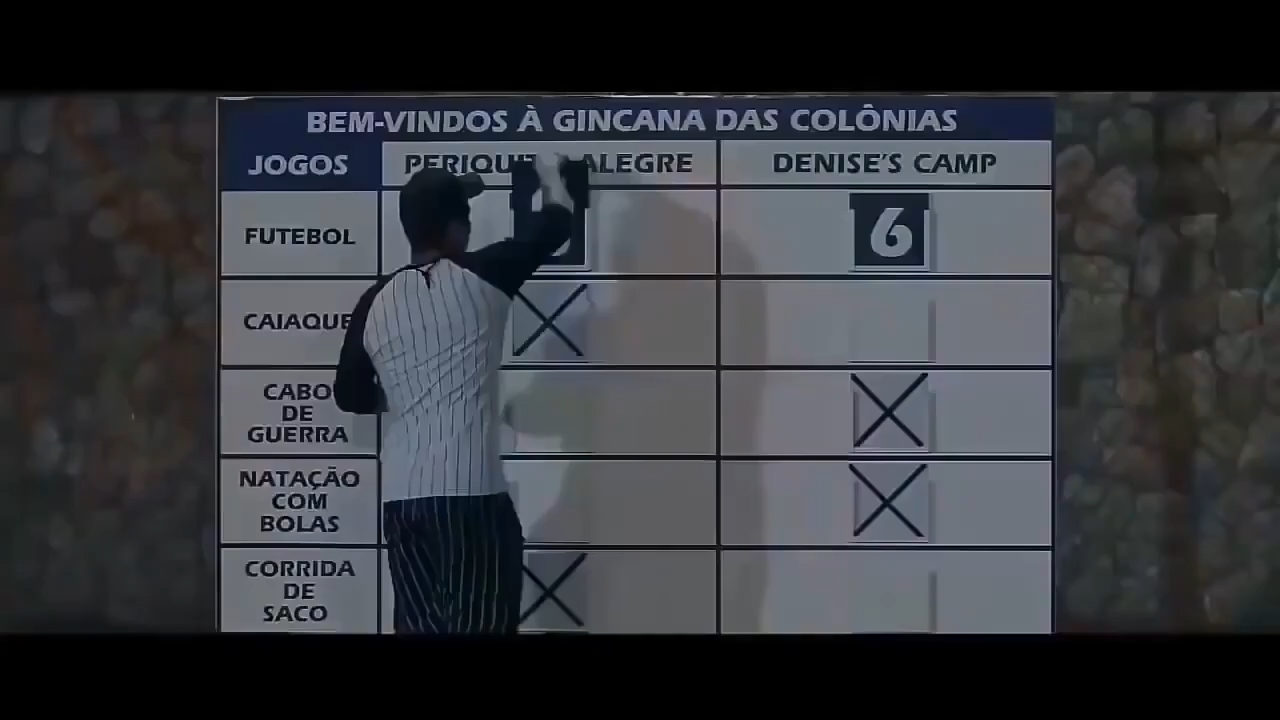 BEM-VINDOS À GINCANA DAS COLÔNIAS
JOGOS ALEGRE DENISE'S CAMP
FUTEBOL 6
CAIAQUE X
CABO
DE
GUERRA X
NATAÇÃO
COM
BOLAS X
CORRIDA
DE
SACO X